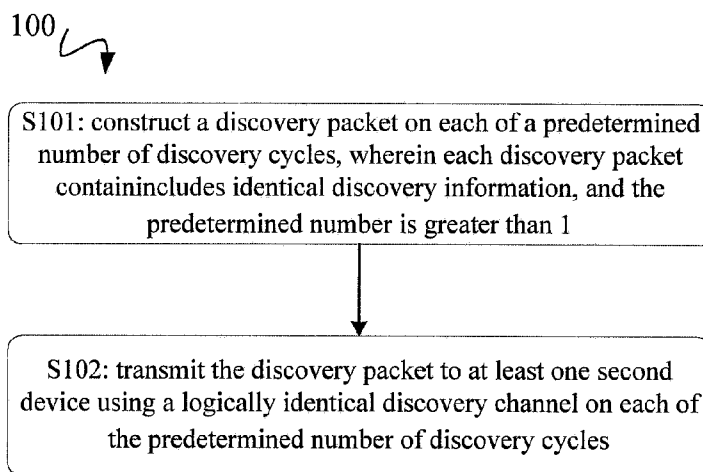 100
S101: construct a discovery packet on each of a predetermined
number of discovery cycles, wherein each discovery packet
containincludes identical discovery information, and the
predetermined number is greater than 1
S102: transmit the discovery packet to at least one second
device using a logically identical discovery channel on each of
the predetermined number of discovery cycles